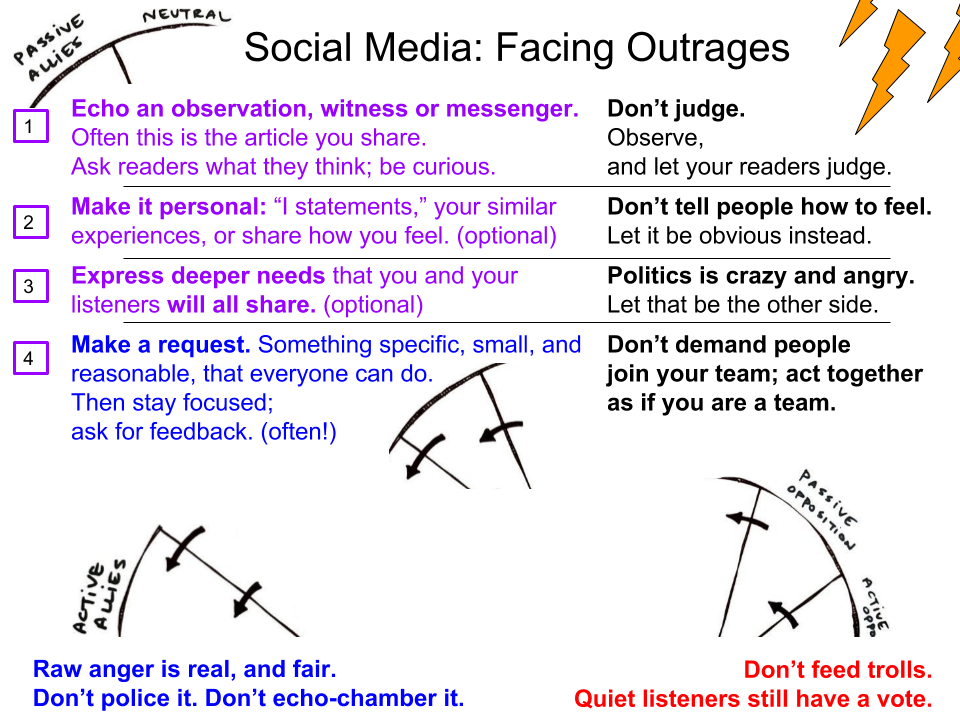 PASSIVE
ALLIES
NEUTRAL
Social Media: Facing Outrages
1
Echo an observation, witness or messenger.
Often this is the article you share.
Ask readers what they think; be curious.
Don’t judge.
Observe,
and let your readers judge.
2
Make it personal: “I statements,” your similar
experiences, or share how you feel. (optional)
Don’t tell people how to feel.
Let it be obvious instead.
3
Express deeper needs that you and your
listeners will all share. (optional)
Politics is crazy and angry.
Let that be the other side.
4
Make a request. Something specific, small, and
reasonable, that everyone can do.
Then stay focused;
ask for feedback. (often!)
Don’t demand people
join your team; act together
as if you are a team.
PASSIVE
OPPOSITION
ACTIVE
ALLIES
ACTIVE
OPPO
Raw anger is real, and fair.
Don’t police it. Don’t echo-chamber it.
Don’t feed trolls.
Quiet listeners still have a vote.